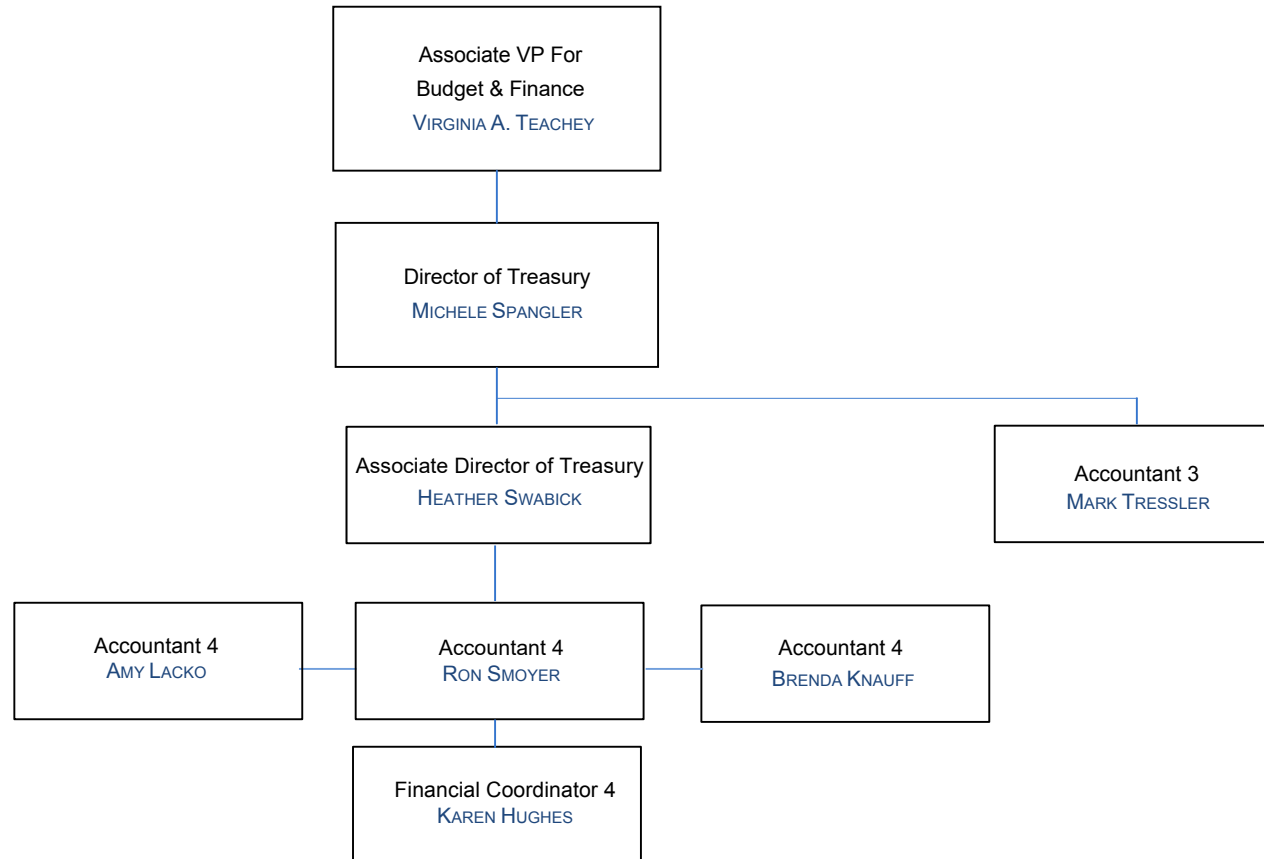 Associate VP For
Budget & Finance
VIRGINIA A. TEACHEY
Director of Treasury
MICHELE SPANGLER
Associate Director of Treasury
HEATHER SWABICK
Accountant 3
MARK TRESSLER
Accountant 4
AMY LACKO
Accountant 4
RON SMOYER
Accountant 4
BRENDA KNAUFF
Financial Coordinator 4
KAREN HUGHES